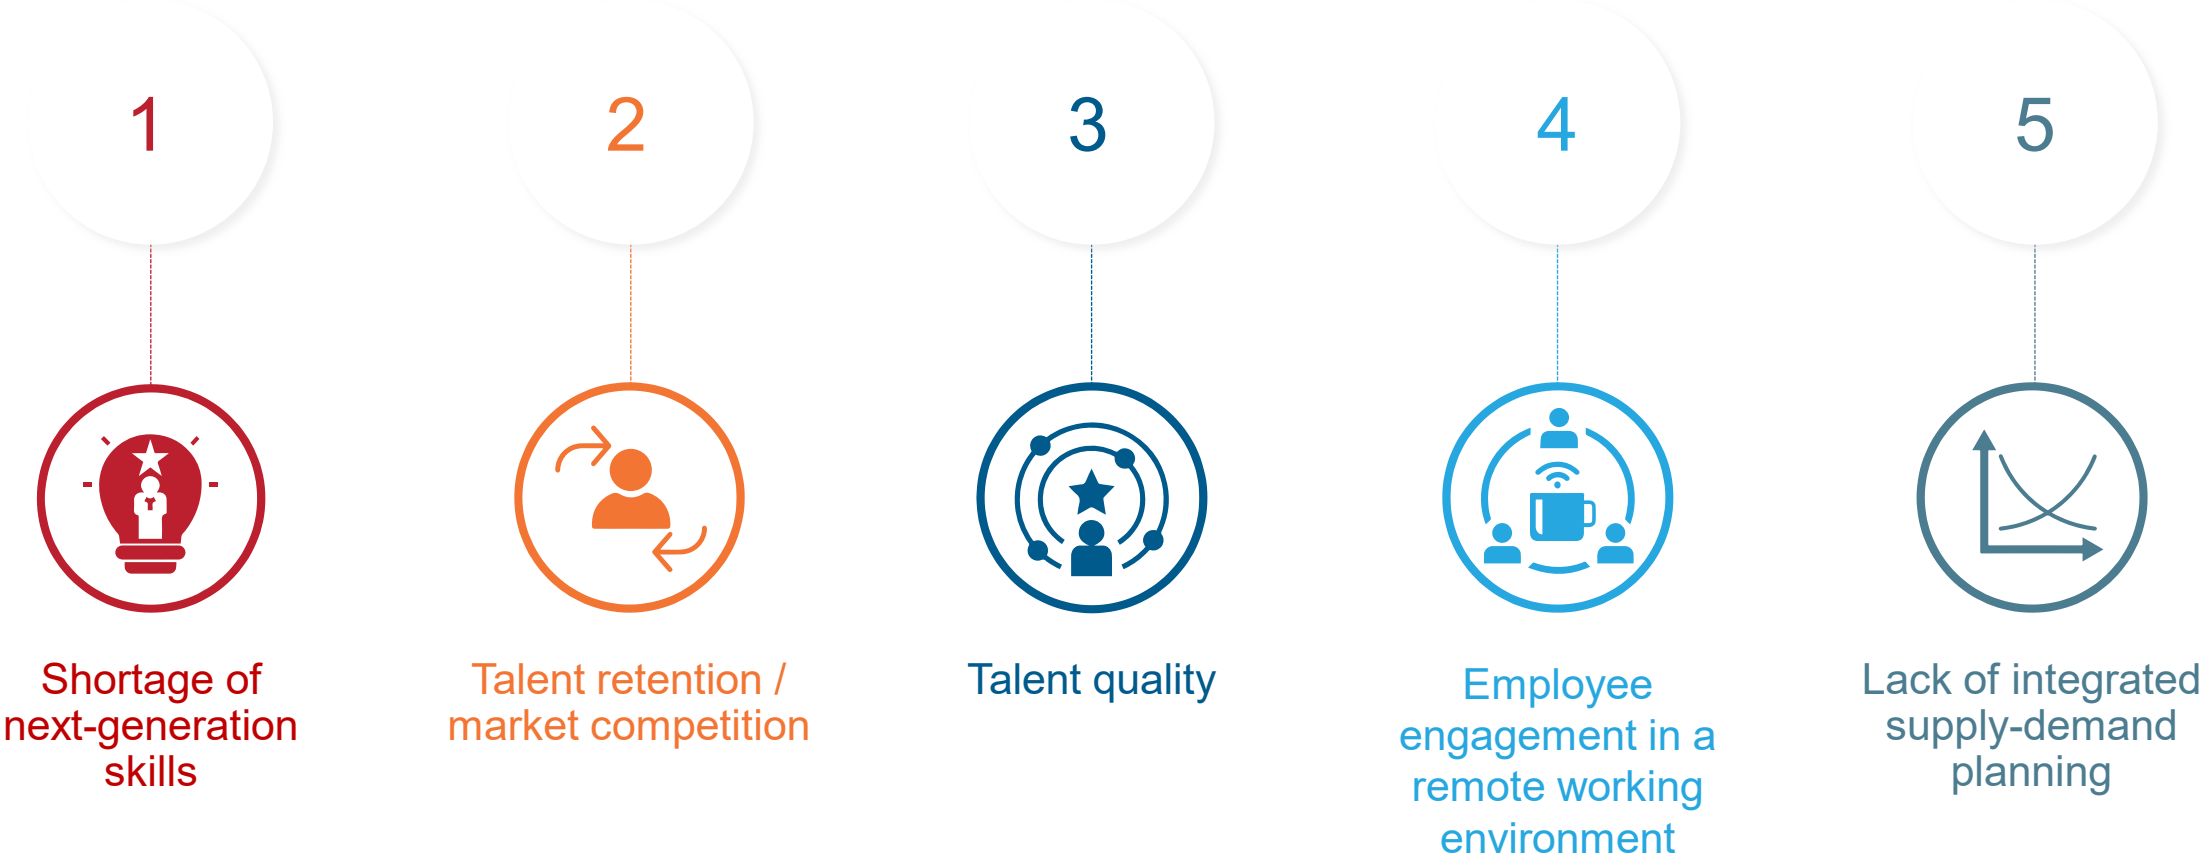 1
2
3
4
5
Shortage of
next-generation
skills
Talent retention /
market competition
Talent quality
Employee
engagement in a
remote working
environment
Lack of integrated
supply-demand
planning